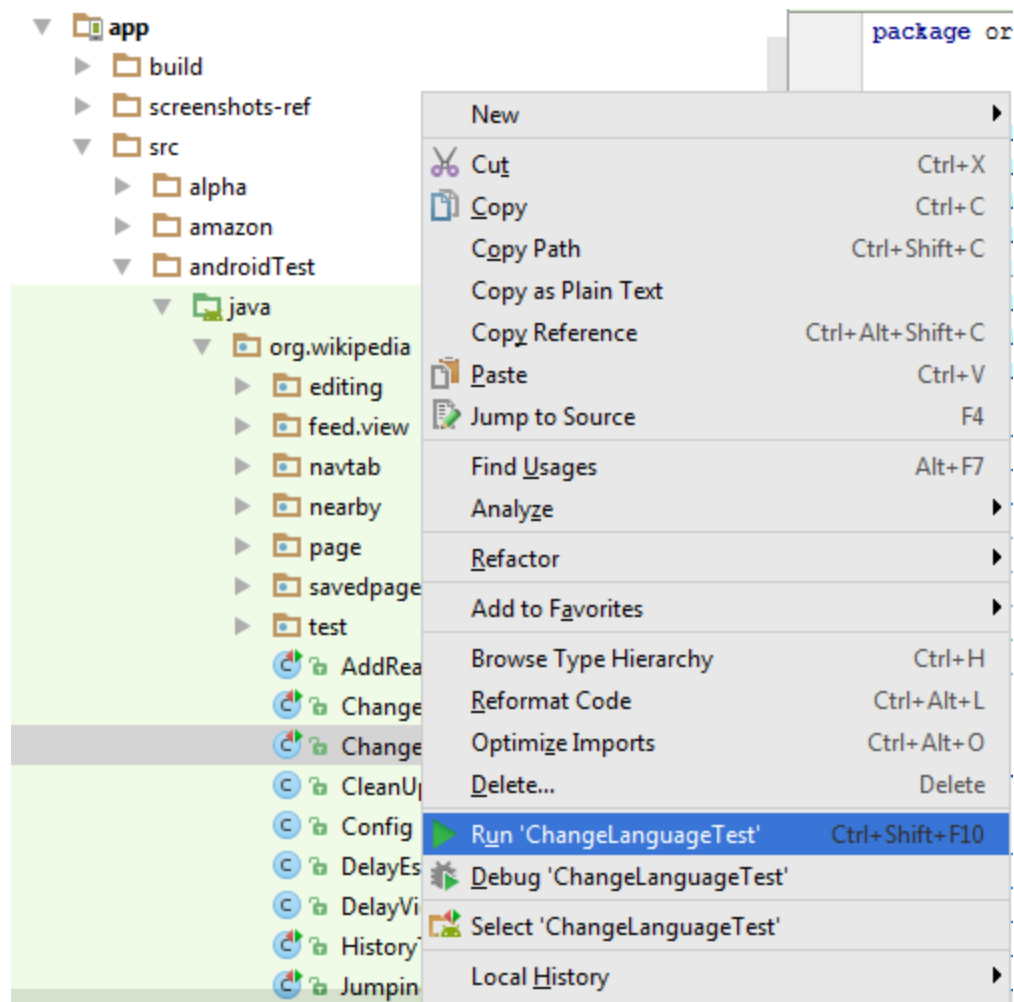 app
build
screenshots-ref
src
alpha
amazon
androidTest
java
org.wikipedia
editing
feed.view
navtab
nearby
page
savedpage
test
AddRea
Change
Change
CleanU
Config
DelayEs
DelayVi
History
Jumpin
package or
New
Cut Ctrl+X
Copy Ctrl+C
Copy Path Ctrl+Shift+C
Copy as Plain Text
Copy Reference Ctrl+Alt+Shift+C
Paste Ctrl+V
Jump to Source F4
Find Usages Alt+F7
Analyze
Refactor
Add to Favorites
Browse Type Hierarchy Ctrl+H
Reformat Code Ctrl+Alt+L
Optimize Imports Ctrl+Alt+O
Delete... Delete
Run 'ChangeLanguageTest' Ctrl+Shift+F10
Debug 'ChangeLanguageTest'
Select 'ChangeLanguageTest'
Local History